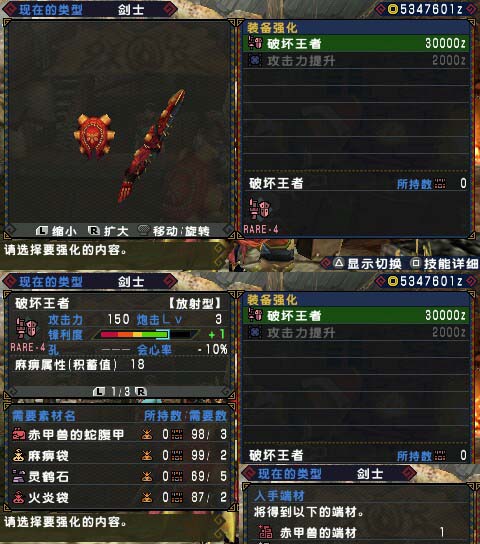 现在的类型 剑士
5347601z
装备强化
破坏王者 30000z
攻击力提升 2000z
破坏王者 所持数 0
RARE-4
L 缩小 R 扩大 移动/旋转
请选择要强化的内容。
△显示切换 □技能详细
现在的类型 剑士
5347601z
破坏王者 【放射型】
攻击力 150 炮击Lv 3
锋利度 +1
RARE-4
孔 --- 会心率 -10%
麻痹属性(积蓄值) 18
L 1/3 R
需要素材名 所持数 需要数
赤甲兽的蛇腹甲 0 98/ 3
麻痹袋 0 99/ 2
灵鹤石 0 69/ 5
火炎袋 0 87/ 2
请选择要强化的内容。
装备强化
破坏王者 30000z
攻击力提升 2000z
破坏王者 所持数 0
现在的类型 剑士
入手端材
将得到以下的端材。
赤甲兽的端材 1